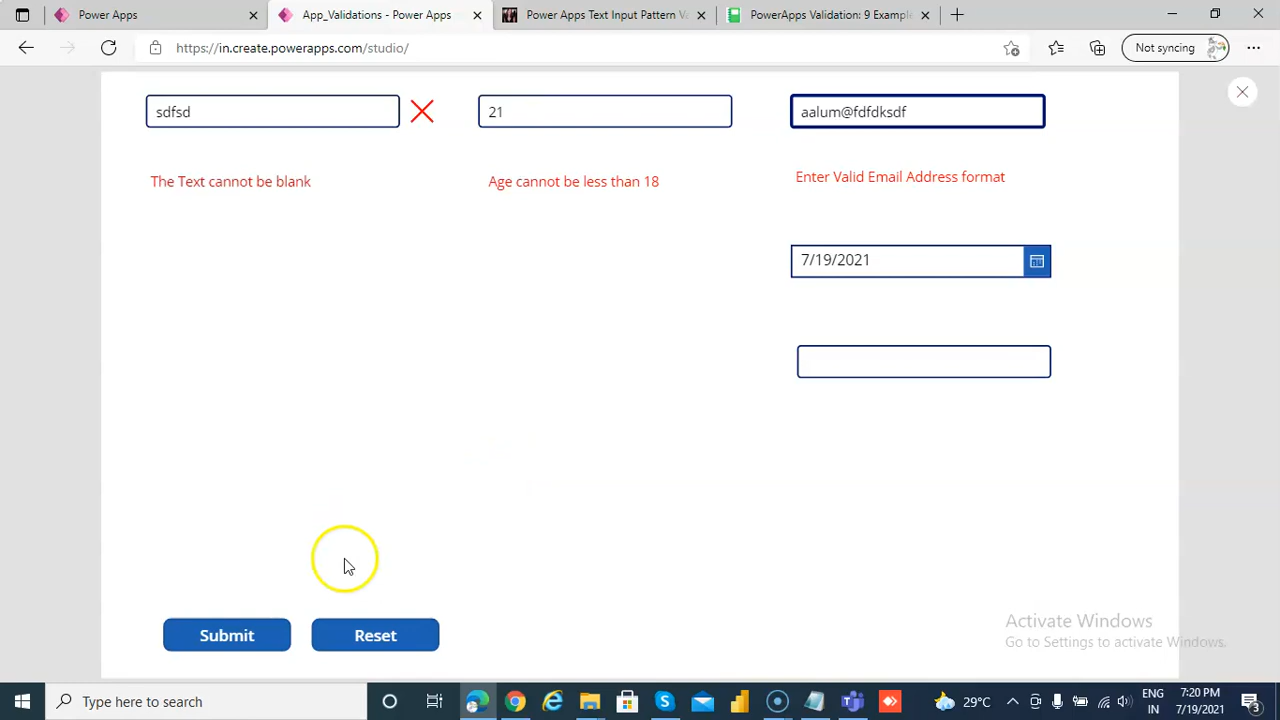 Power Apps
App_Validations - Power Apps
Power Apps Text Input Pattern Va
PowerApps Validation: 9 Example
https://in.create.powerapps.com/studio/
Not syncing
sdfsd
21
aalum@fdfdksdf
The Text cannot be blank
Age cannot be less than 18
Enter Valid Email Address format
7/19/2021
Submit
Reset
Activate Windows
Go to Settings to activate Windows.
Type here to search
29°C
ENG
IN
7:20 PM
7/19/2021
3